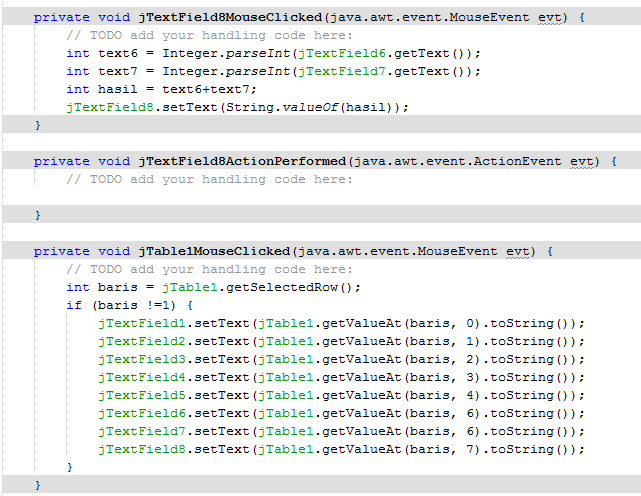 private void jTextField8MouseClicked(java.awt.event.MouseEvent evt) {
// TODO add your handling code here:
int text6 = Integer.parseInt(jTextField6.getText());
int text7 = Integer.parseInt(jTextField7.getText());
int hasil = text6+text7;
jTextField8.setText(String.valueOf(hasil));
}
private void jTextField8ActionPerformed(java.awt.event.ActionEvent evt) {
// TODO add your handling code here:
}
private void jTable1MouseClicked(java.awt.event.MouseEvent evt) {
// TODO add your handling code here:
int baris = jTable1.getSelectedRow();
if (baris !=1) {
jTextField1.setText(jTable1.getValueAt(baris, 0).toString());
jTextField2.setText(jTable1.getValueAt(baris, 1).toString());
jTextField3.setText(jTable1.getValueAt(baris, 2).toString());
jTextField4.setText(jTable1.getValueAt(baris, 3).toString());
jTextField5.setText(jTable1.getValueAt(baris, 4).toString());
jTextField6.setText(jTable1.getValueAt(baris, 6).toString());
jTextField7.setText(jTable1.getValueAt(baris, 6).toString());
jTextField8.setText(jTable1.getValueAt(baris, 7).toString());
}
}